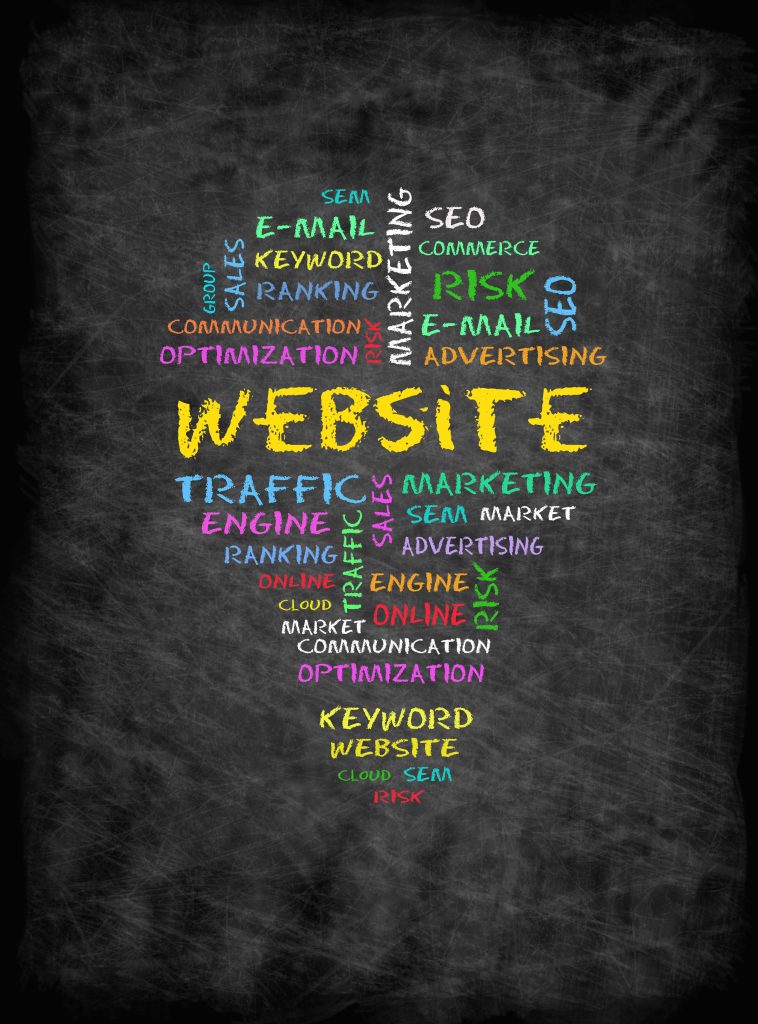 SEM
E-MAIL
KEYWORD
RANKING
GROUP
SALES
COMMUNICATION
RISK
OPTIMIZATION
MARKETING
SEO
COMMERCE
RISK
SEO
E-MAIL
ADVERTISING
WEBSITE
TRAFFIC
SALES
MARKETING
ENGINE
TRAFFIC
SEM
MARKET
RANKING
ADVERTISING
ONLINE
ENGINE
RISK
CLOUD
ONLINE
MARKET
COMMUNICATION
OPTIMIZATION
KEYWORD
WEBSITE
CLOUD
SEM
RISK